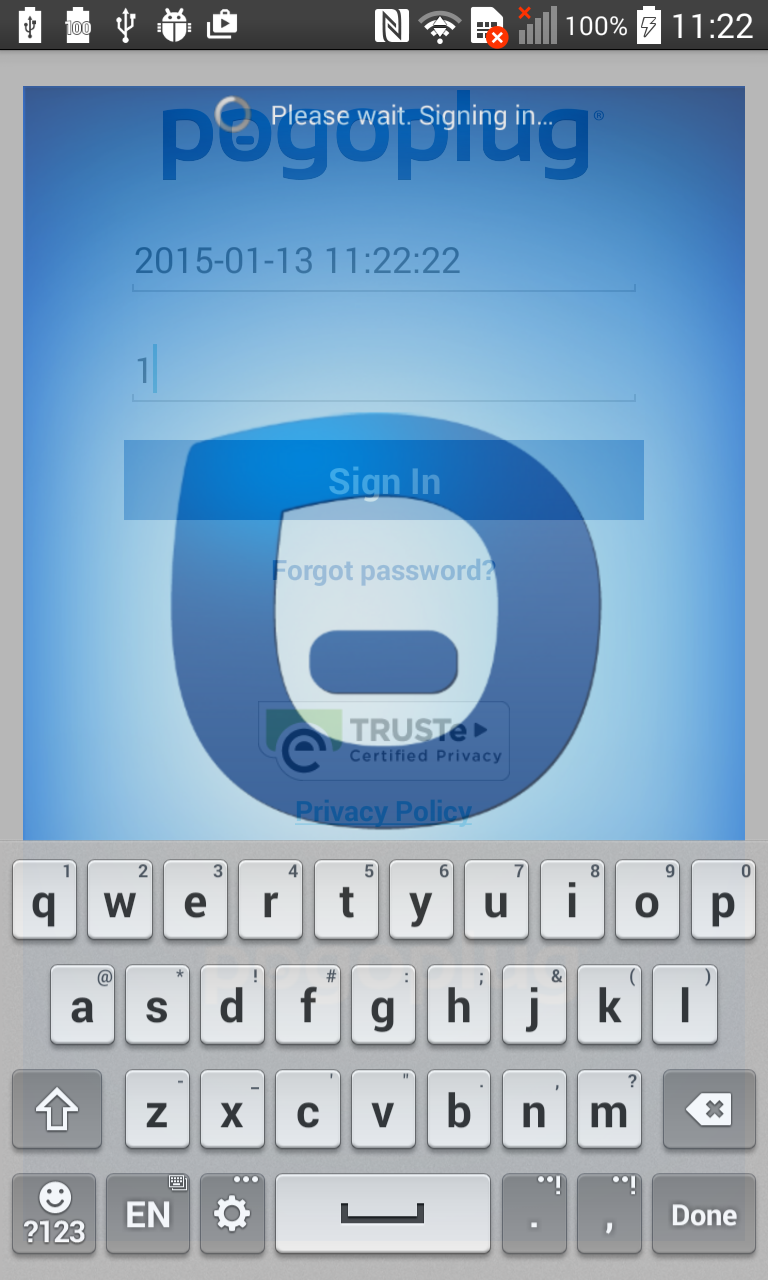 100
100%
11:22
Please wait. Signing in...
pogoplug®
2015-01-13 11:22:22
1
Sign In
Forgot password?
TRUSTe
Certified Privacy
Privacy Policy
1 2 3 4 5 6 7 8 9 0
q w e r t y u i o p
@ * ! # : ; & ( )
a s d f g h j k l
- _ ' " . , ?
z x c v b n m
?123 EN . , Done